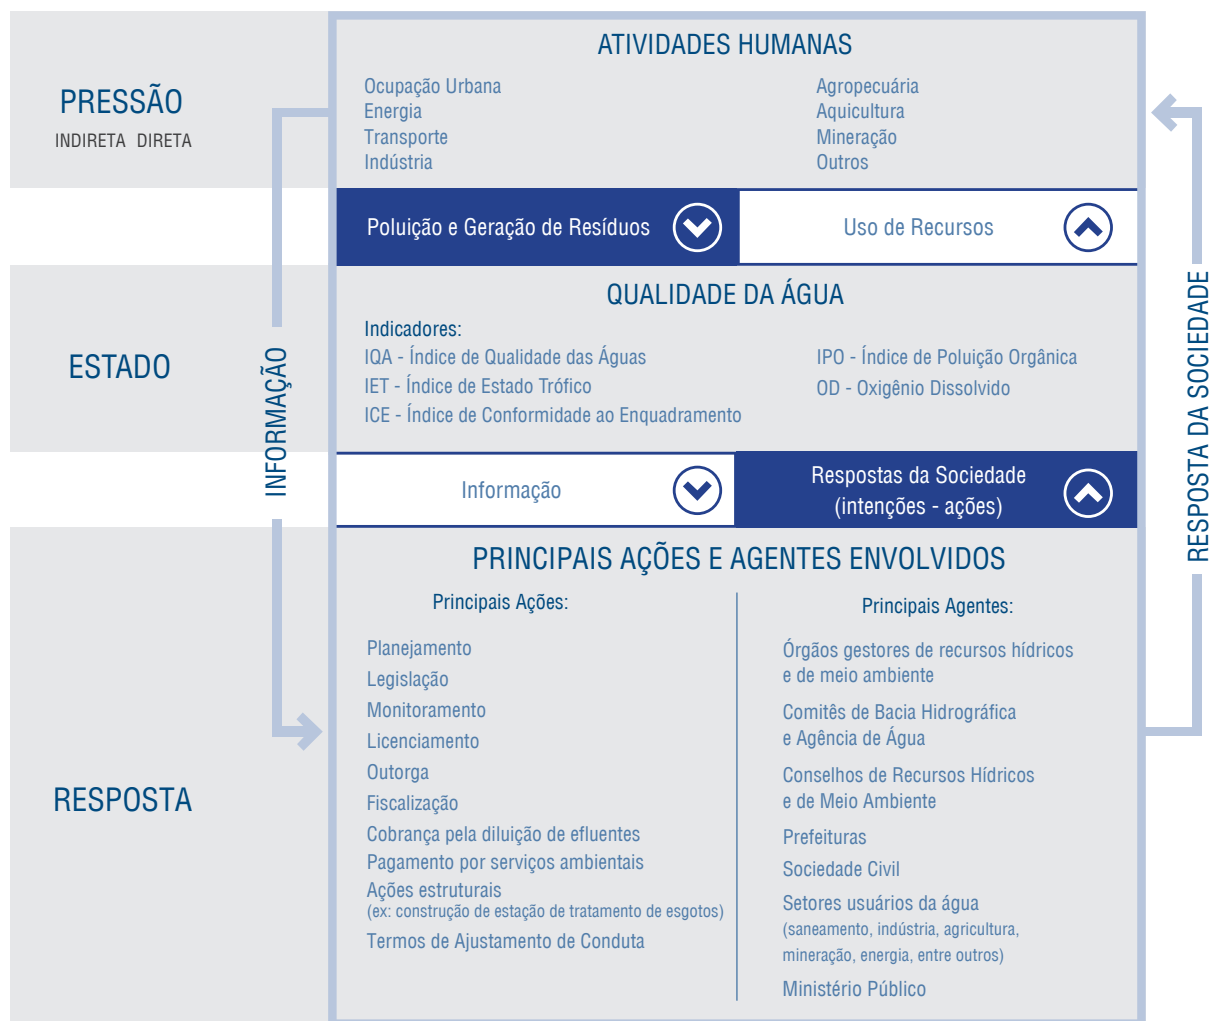 PRESSÃO
INDIRETA DIRETA
ATIVIDADES HUMANAS
Ocupação Urbana
Energia
Transporte
Indústria
Agropecuária
Aquicultura
Mineração
Outros
Poluição e Geração de Resíduos
Uso de Recursos
ESTADO
QUALIDADE DA ÁGUA
Indicadores:
IQA - Índice de Qualidade das Águas
IET - Índice de Estado Trófico
ICE - Índice de Conformidade ao Enquadramento
IPO - Índice de Poluição Orgânica
OD - Oxigênio Dissolvido
INFORMAÇÃO
RESPOSTA DA SOCIEDADE
Informação
Respostas da Sociedade
(intenções - ações)
RESPOSTA
PRINCIPAIS AÇÕES E AGENTES ENVOLVIDOS
Principais Ações:
Planejamento
Legislação
Monitoramento
Licenciamento
Outorga
Fiscalização
Cobrança pela diluição de efluentes
Pagamento por serviços ambientais
Ações estruturais
(ex: construção de estação de tratamento de esgotos)
Termos de Ajustamento de Conduta
Principais Agentes:
Órgãos gestores de recursos hídricos
e de meio ambiente
Comitês de Bacia Hidrográfica
e Agência de Água
Conselhos de Recursos Hídricos
e de Meio Ambiente
Prefeituras
Sociedade Civil
Setores usuários da água
(saneamento, indústria, agricultura,
mineração, energia, entre outros)
Ministério Público